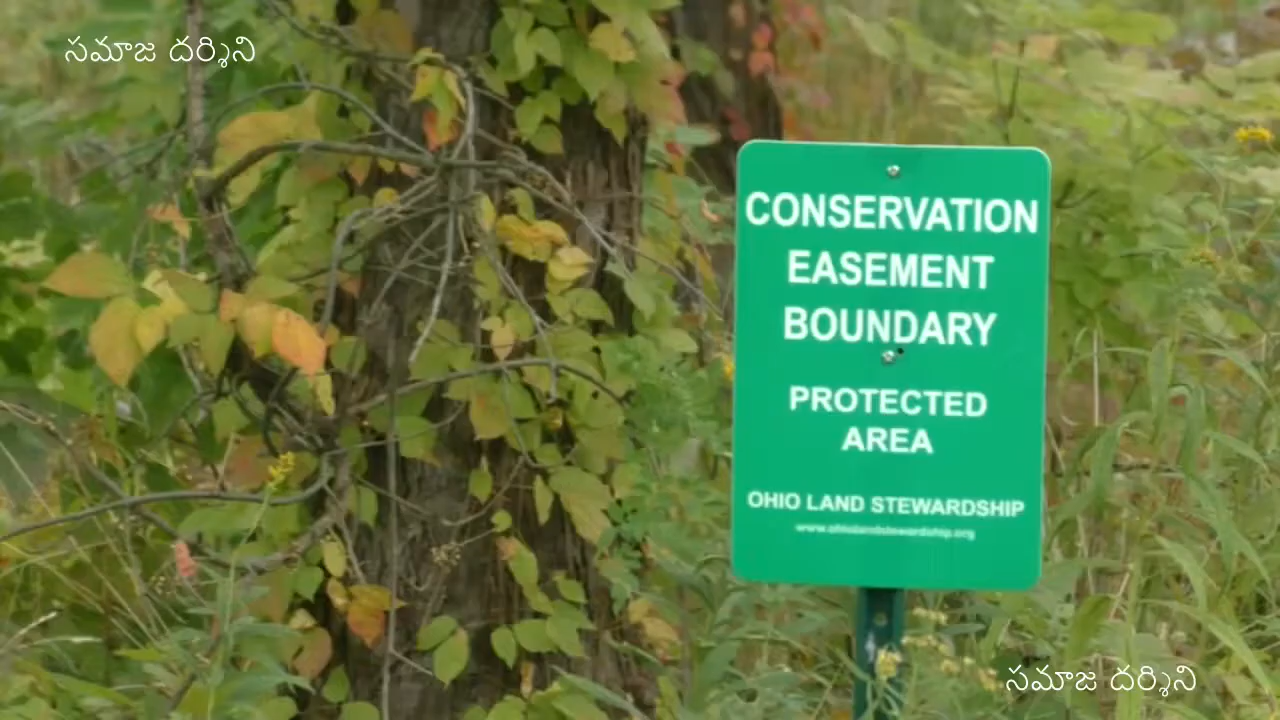 సమాజ దర్శిని
CONSERVATION
EASEMENT
BOUNDARY
PROTECTED
AREA
OHIO LAND STEWARDSHIP
www.ohiolandstewardship.org
సమాజ దర్శిని